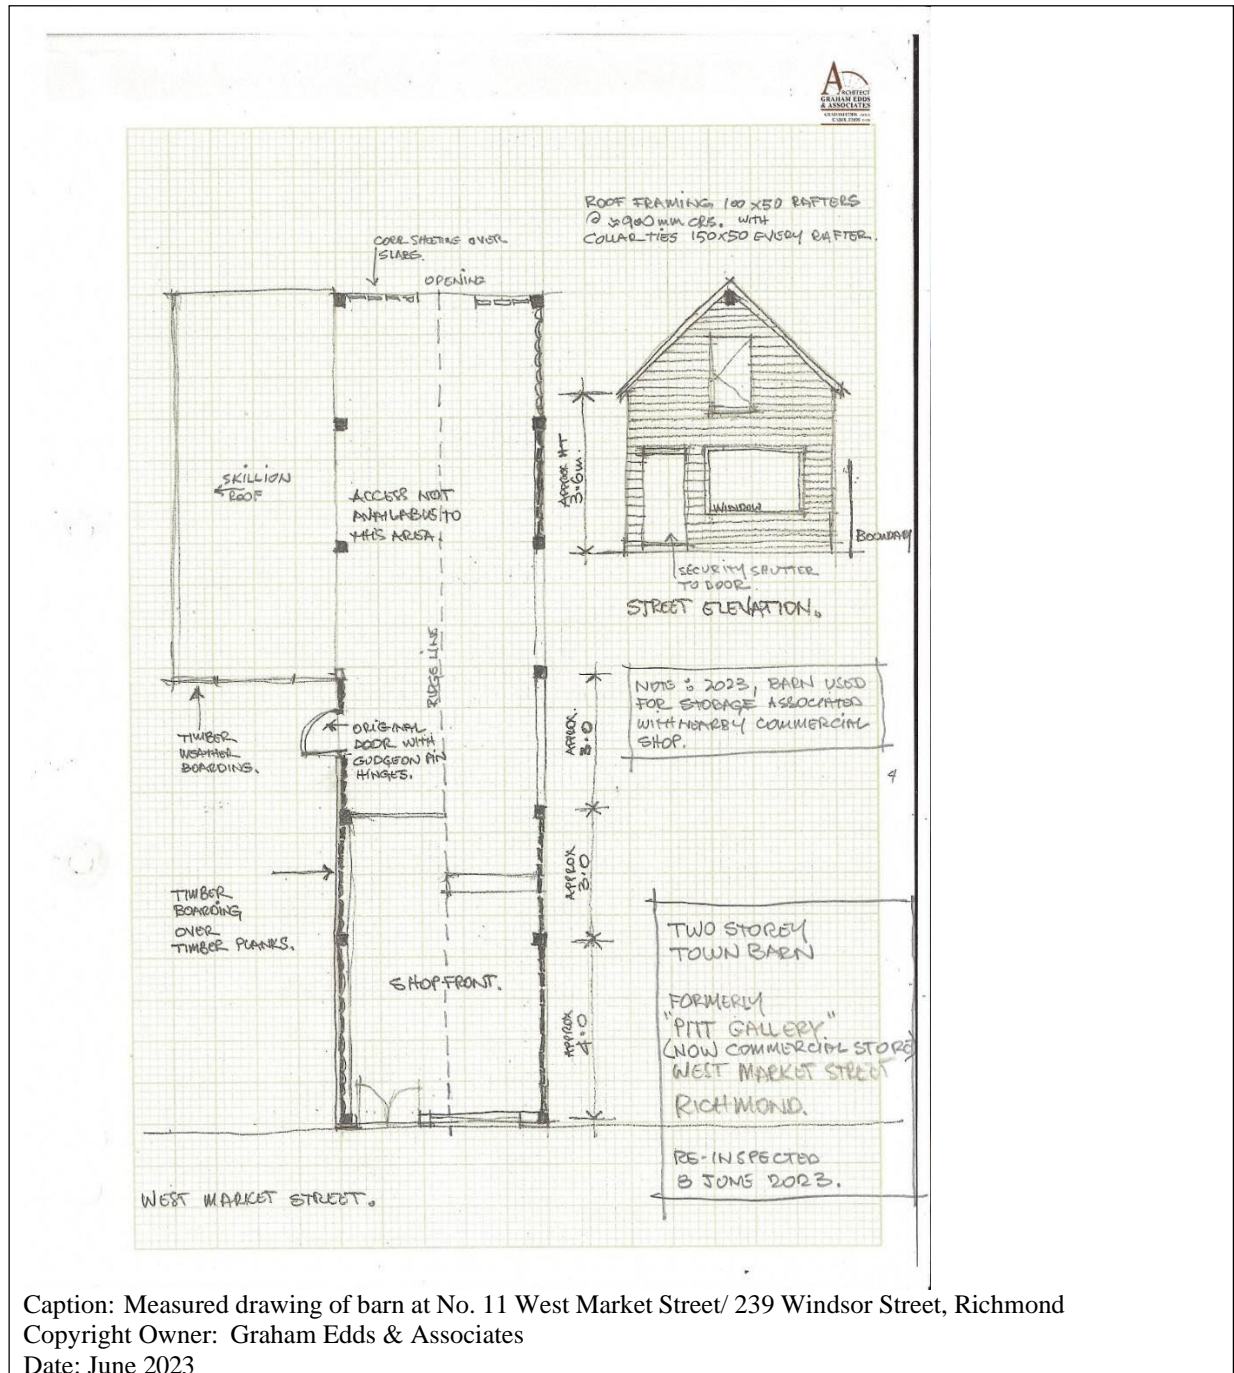 ARCHITECT
GRAHAM EDDS
& ASSOCIATES
ROOF FRAMING 100 x50 RAFTERS
@ 900 mm CRS. WITH
COLLAR TIES 150x50 EVERY RAFTER.
CORR SHEETING OVER
SLABS.
OPENING
SKILLION
ROOF
ACCESS NOT
AVAILABLE TO
THIS AREA.
APPROX HT
3.6m.
WINDOW
BOUNDARY
SECURITY SHUTTER
TO DOOR.
STREET ELEVATION.
RIDGE LINE
NOTE : 2023, BARN USED
FOR STORAGE ASSOCIATED
WITH NEARBY COMMERCIAL
SHOP.
TIMBER
WEATHER
BOARDING.
ORIGINAL
DOOR WITH
GUDGEON PIN
HINGES.
APPROX.
3.0
4
APPROX
3.0
TIMBER
BOARDING
OVER
TIMBER PLANKS.
SHOPFRONT.
APPROX
4.0
TWO STOREY
TOWN BARN
FORMERLY
"PITT GALLERY"
(NOW COMMERCIAL STORE)
WEST MARKET STREET
RICHMOND.
RE-INSPECTED
8 JUNE 2023.
WEST MARKET STREET.
Caption: Measured drawing of barn at No. 11 West Market Street/ 239 Windsor Street, Richmond
Copyright Owner: Graham Edds & Associates
Date: June 2023